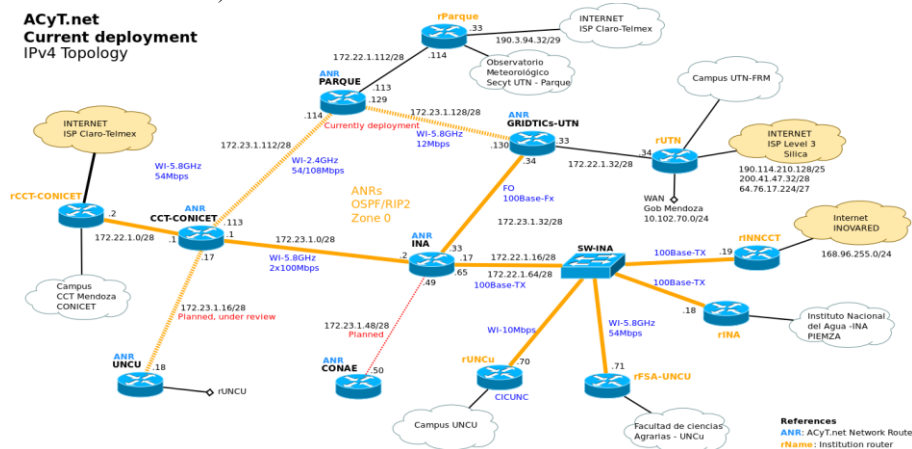 ACyT.net
Current deployment
IPv4 Topology
rParque
.33
190.3.94.32/29
INTERNET
ISP Claro-Telmex
172.22.1.112/28
.114
Observatorio
Meteorológico
Secyt UTN - Parque
ANR
PARQUE
.113
.129
.114
172.23.1.128/28
Currently deployment
WI-5.8GHz
12Mbps
ANR
GRIDTICs-UTN
.130
.33
.34
172.22.1.32/28
Campus UTN-FRM
rUTN
.34
INTERNET
ISP Level 3
Silica
190.114.210.128/25
200.41.47.32/28
64.76.17.224/27
WAN
Gob Mendoza
10.102.70.0/24
INTERNET
ISP Claro-Telmex
172.23.1.112/28
WI-5.8GHz
54Mbps
WI-2.4GHz
54/108Mbps
ANRs
OSPF/RIP2
Zone 0
FO
100Base-Fx
172.23.1.32/28
rCCT-CONICET
.2
172.22.1.0/28
ANR
CCT-CONICET
.113
.1
.1
.17
172.23.1.0/28
WI-5.8GHz
2x100Mbps
Campus
CCT Mendoza
CONICET
ANR
INA
.2
.33
.17
.65
.49
172.22.1.16/28
172.22.1.64/28
100Base-TX
SW-INA
100Base-TX
.19
rINNCCT
Internet
INOVARED
168.96.255.0/24
100Base-TX
.18
rINA
Instituto Nacional
del Agua -INA
PIEMZA
172.23.1.16/28
Planned, under review
172.23.1.48/28
Planned
WI-10Mbps
WI-5.8GHz
54Mbps
ANR
UNCU
.18
rUNCU
ANR
CONAE
.50
rUNCu
.70
CICUNC
Campus UNCU
.71
rFSA-UNCU
Facultad de ciencias
Agrarias - UNCu
References
ANR: ACyT.net Network Route
rName: Institution router